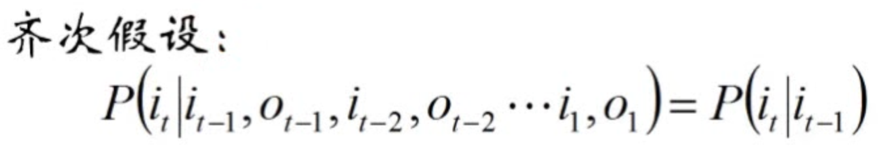 齐次假设：
P(i_t|i_{t-1}, o_{t-1}, i_{t-2}, o_{t-2} ⋯ i_1, o_1) = P(i_t|i_{t-1})